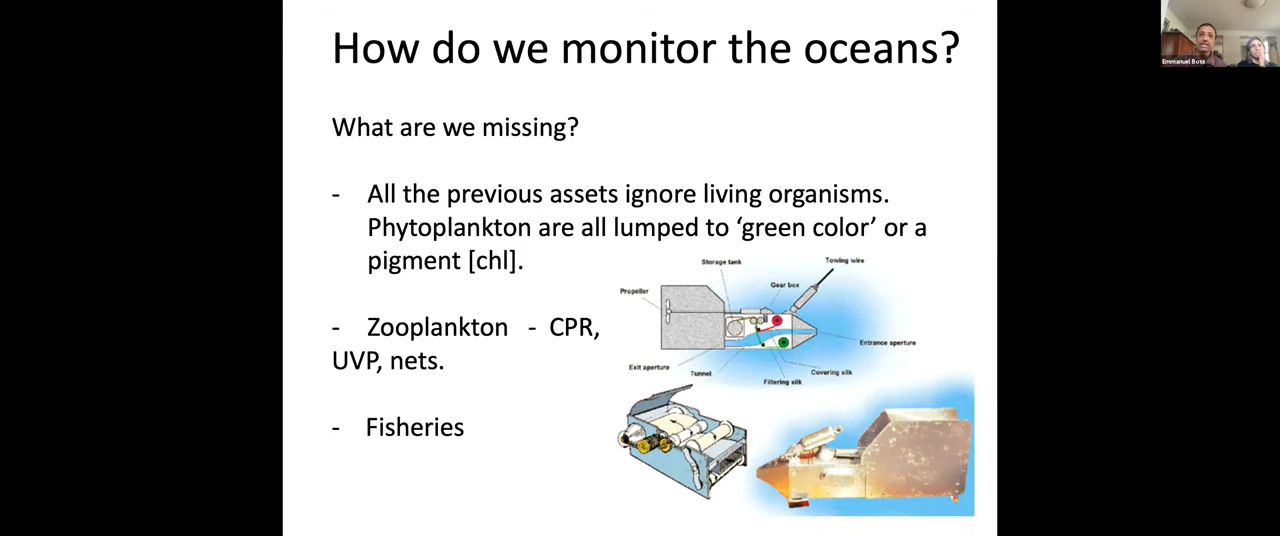 How do we monitor the oceans?
Emmanuel Boss
What are we missing?
- All the previous assets ignore living organisms.
Phytoplankton are all lumped to ‘green color’ or a
pigment [chl].
Storage tank
Towing wire
Gear box
Propeller
- Zooplankton - CPR,
UVP, nets.
Entrance aperture
Exit aperture
Tunnel
Covering silk
Filtering silk
- Fisheries